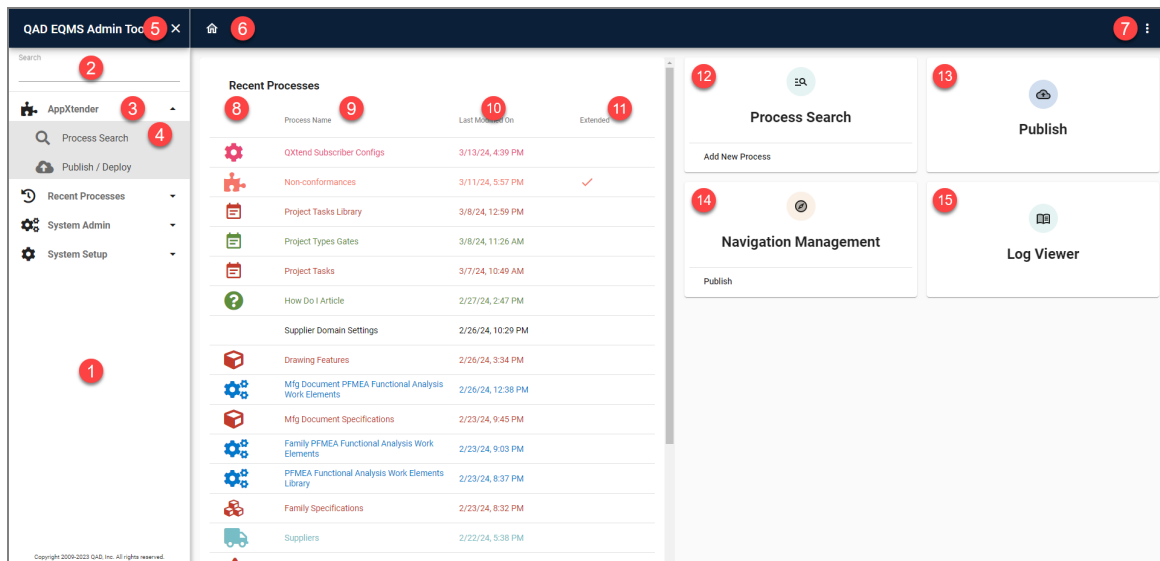 QAD EQMS Admin Too 5
6
7
Search
2
AppXtender 3
Process Search 4
Publish / Deploy
Recent Processes
System Admin
System Setup
1
Copyright 2009-2023 QAD, Inc. All rights reserved.
Recent Processes
8 9 10 11
Process Name Last Modified On Extended
QXtend Subscriber Configs 3/13/24, 4:39 PM
Non-conformances 3/11/24, 5:57 PM
Project Tasks Library 3/8/24, 12:59 PM
Project Types Gates 3/8/24, 11:26 AM
Project Tasks 3/7/24, 10:49 AM
How Do I Article 2/27/24, 2:47 PM
Supplier Domain Settings 2/26/24, 10:29 PM
Drawing Features 2/26/24, 3:34 PM
Mfg Document PFMEA Functional Analysis
Work Elements 2/26/24, 12:38 PM
Mfg Document Specifications 2/23/24, 9:45 PM
Family PFMEA Functional Analysis Work
Elements 2/23/24, 9:03 PM
PFMEA Functional Analysis Work Elements
Library 2/23/24, 8:37 PM
Family Specifications 2/23/24, 8:32 PM
Suppliers 2/22/24, 5:38 PM
12
Process Search
Add New Process
13
Publish
14
Navigation Management
Publish
15
Log Viewer